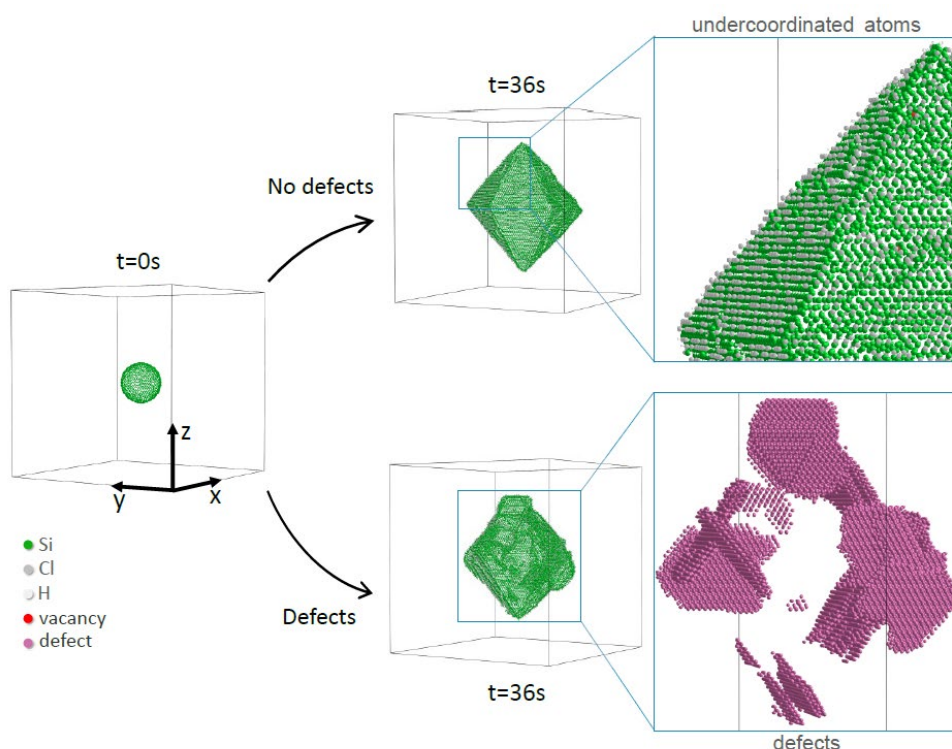 undercoordinated atoms
t=36s
No defects
t=0s
z
y
x
Si
Cl
H
vacancy
defect
Defects
t=36s
defects